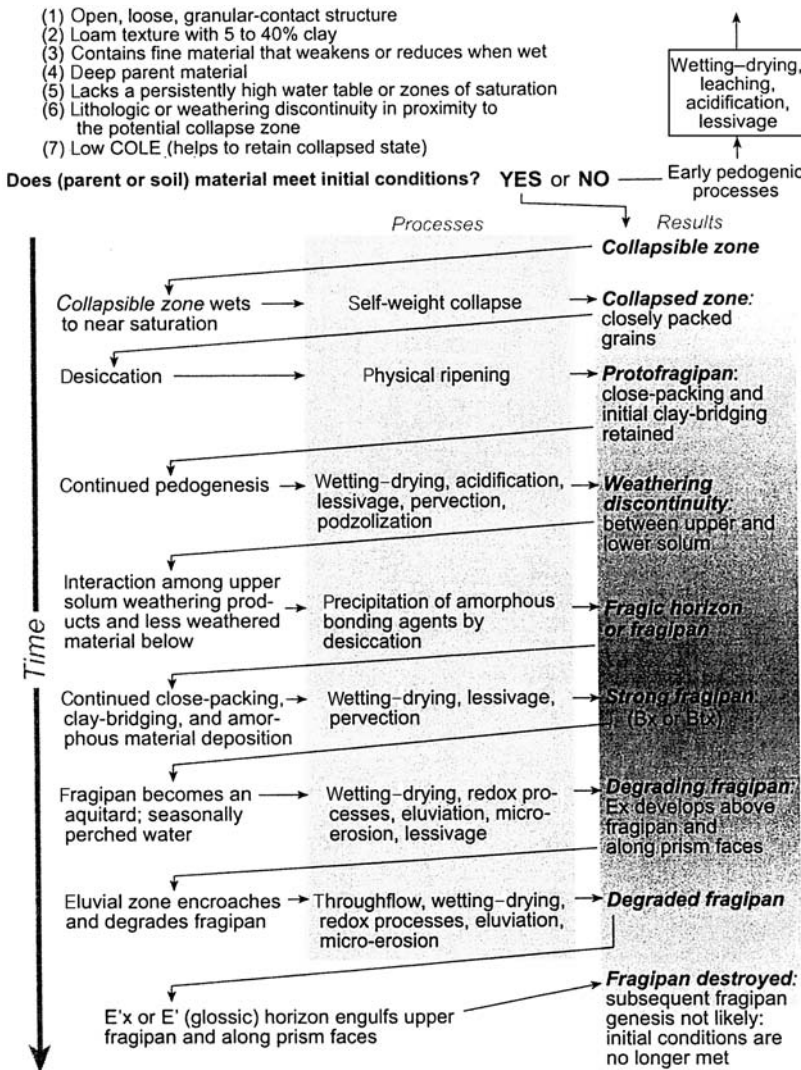 (1) Open, loose, granular-contact structure
(2) Loam texture with 5 to 40% clay
(3) Contains fine material that weakens or reduces when wet
(4) Deep parent material
(5) Lacks a persistently high water table or zones of saturation
(6) Lithologic or weathering discontinuity in proximity to
the potential collapse zone
(7) Low COLE (helps to retain collapsed state)
Wetting–drying,
leaching,
acidification,
lessivage
Does (parent or soil) material meet initial conditions? YES or NO
Early pedogenic
processes
Processes
Results
Collapsible zone
Collapsible zone wets
to near saturation
Self-weight collapse
Collapsed zone:
closely packed
grains
Desiccation
Physical ripening
Protofragipan:
close-packing and
initial clay-bridging
retained
Continued pedogenesis
Wetting–drying, acidification,
lessivage, pervection,
podzolization
Weathering
discontinuity:
between upper and
lower solum
Interaction among upper
solum weathering prod-
ucts and less weathered
material below
Precipitation of amorphous
bonding agents by
desiccation
Fragic horizon
or fragipan
Continued close-packing,
clay-bridging, and amor-
phous material deposition
Wetting–drying, lessivage,
pervection
Strong fragipan:
(Bx or Btx)
Fragipan becomes an
aquitard; seasonally
perched water
Wetting–drying, redox pro-
cesses, eluviation, micro-
erosion, lessivage
Degrading fragipan:
Ex develops above
fragipan and
along prism faces
Eluvial zone encroaches
and degrades fragipan
Throughflow, wetting–drying,
redox processes, eluviation,
micro-erosion
Degraded fragipan
E'x or E' (glossic) horizon engulfs upper
fragipan and along prism faces
Fragipan destroyed:
subsequent fragipan
genesis not likely:
initial conditions are
no longer met
Time